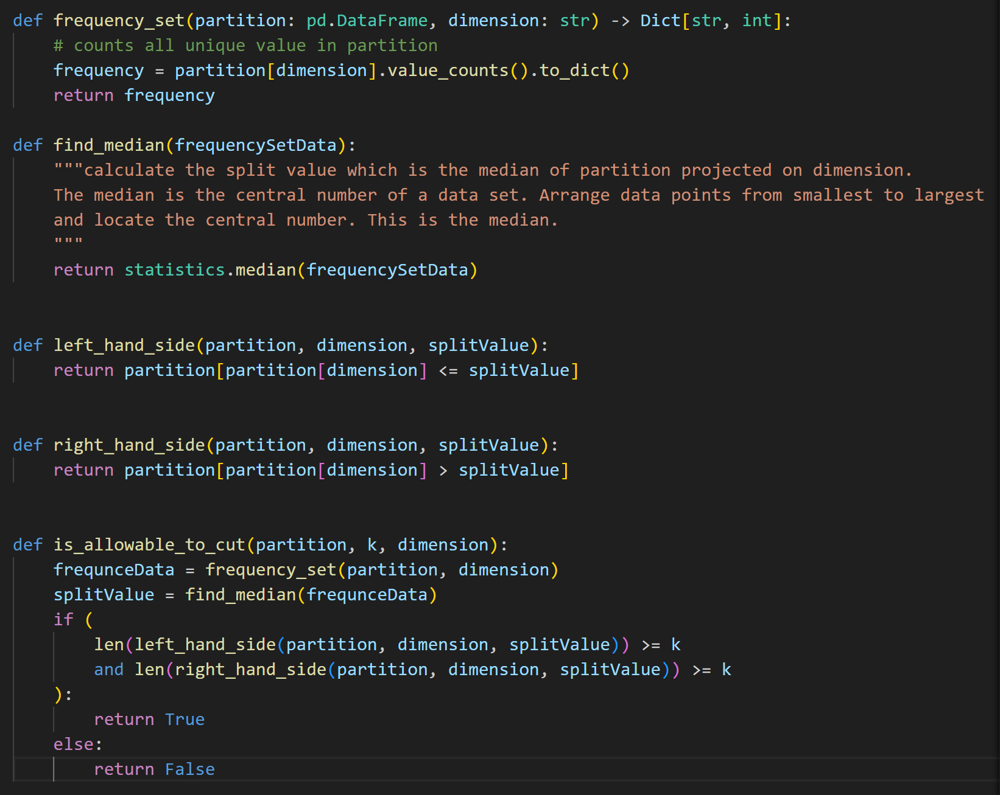 def frequency_set(partition: pd.DataFrame, dimension: str) -> Dict[str, int]:
    # counts all unique value in partition
    frequency = partition[dimension].value_counts().to_dict()
    return frequency

def find_median(frequencySetData):
    """calculate the split value which is the median of partition projected on dimension.
    The median is the central number of a data set. Arrange data points from smallest to largest
    and locate the central number. This is the median.
    """
    return statistics.median(frequencySetData)


def left_hand_side(partition, dimension, splitValue):
    return partition[partition[dimension] <= splitValue]


def right_hand_side(partition, dimension, splitValue):
    return partition[partition[dimension] > splitValue]


def is_allowable_to_cut(partition, k, dimension):
    frequnceData = frequency_set(partition, dimension)
    splitValue = find_median(frequnceData)
    if (
        len(left_hand_side(partition, dimension, splitValue)) >= k
        and len(right_hand_side(partition, dimension, splitValue)) >= k
    ):
        return True
    else:
        return False